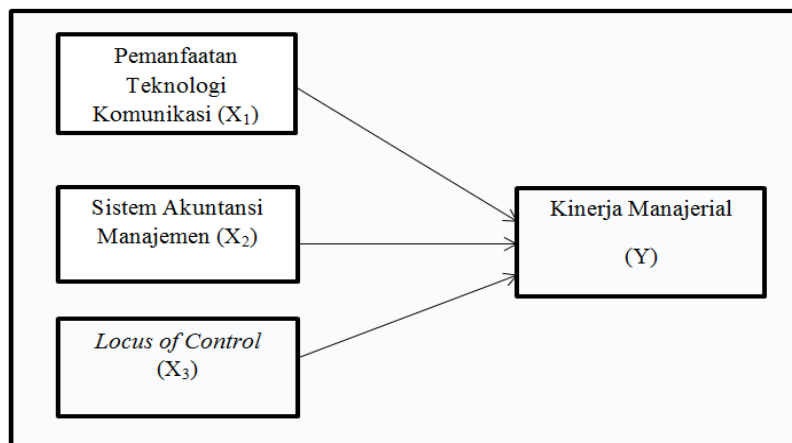 Pemanfaatan
Teknologi
Komunikasi (X₁)
Sistem Akuntansi
Manajemen (X₂)
Locus of Control
(X₃)
Kinerja Manajerial
(Y)